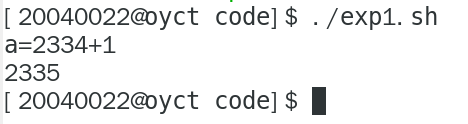 [ 20040022@oyct code] $ ./exp1. sh
a=2334+1
2335
[ 20040022@oyct code] $